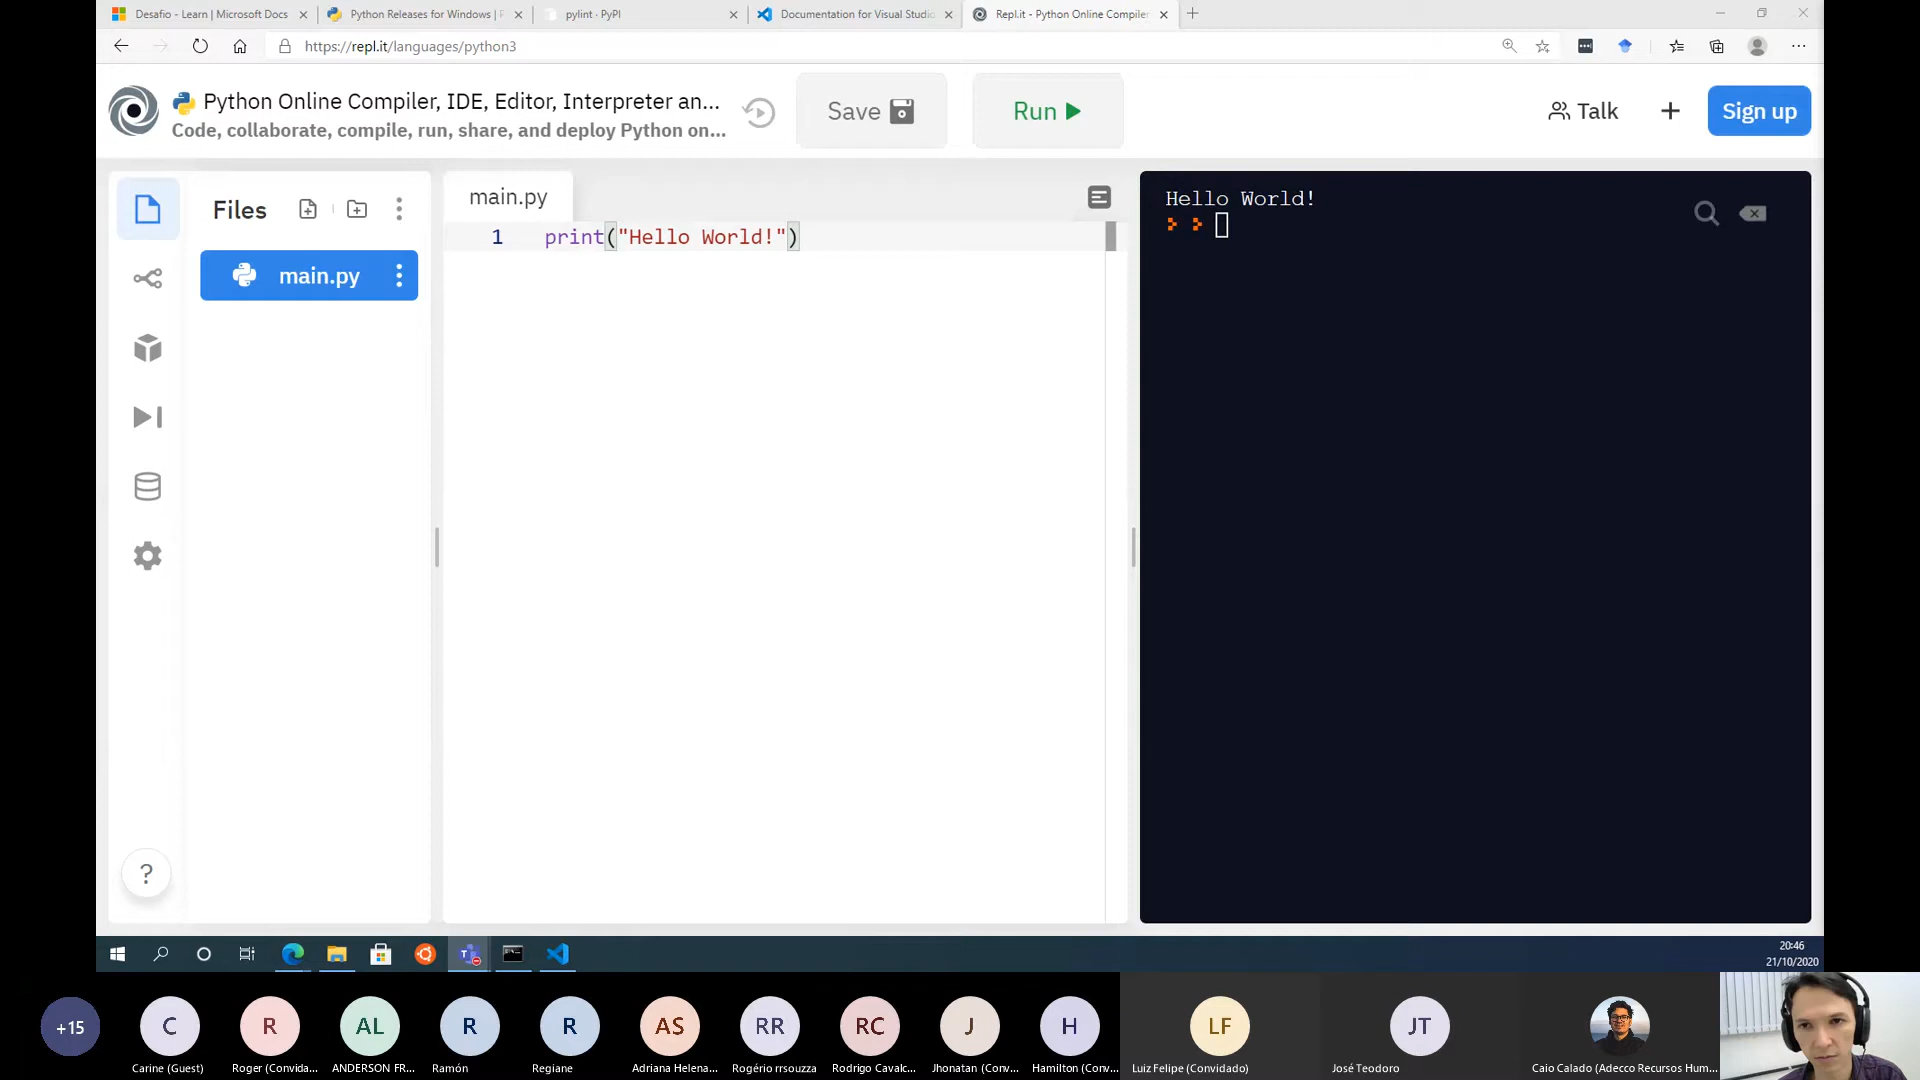 Desafio - Learn | Microsoft Docs
Python Releases for Windows |
pylint · PyPI
Documentation for Visual Studio
Repl.it - Python Online Compiler
https://repl.it/languages/python3
Python Online Compiler, IDE, Editor, Interpreter an...
Code, collaborate, compile, run, share, and deploy Python on...
Save
Run
Talk
+
Sign up
Files
main.py
main.py
1 print("Hello World!")
Hello World!
?
20:46
21/10/2020
+15
C
R
AL
R
R
AS
RR
RC
J
H
LF
JT
Carine (Guest)
Roger (Convida...
ANDERSON FR...
Ramón
Regiane
Adriana Helena...
Rogério rrsouzza
Rodrigo Cavalc...
Jhonatan (Conv...
Hamilton (Conv...
Luiz Felipe (Convidado)
José Teodoro
Caio Calado (Adecco Recursos Hum...